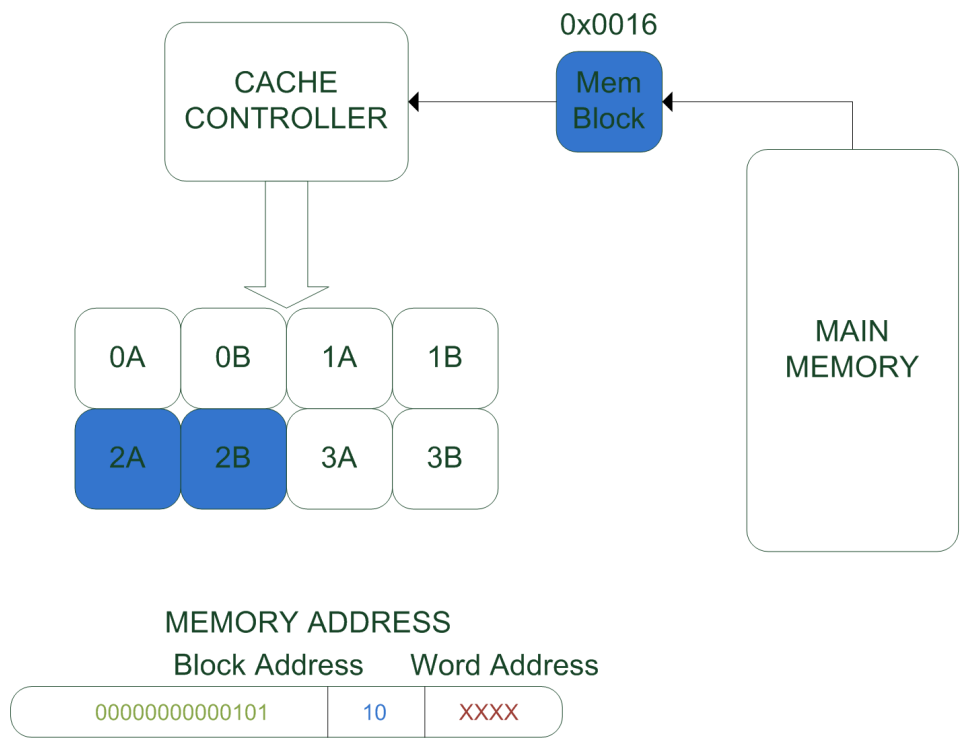 0x0016
CACHE
CONTROLLER
Mem
Block
MAIN
MEMORY
0A 0B 1A 1B
2A 2B 3A 3B
MEMORY ADDRESS
Block Address Word Address
00000000000101 10 XXXX